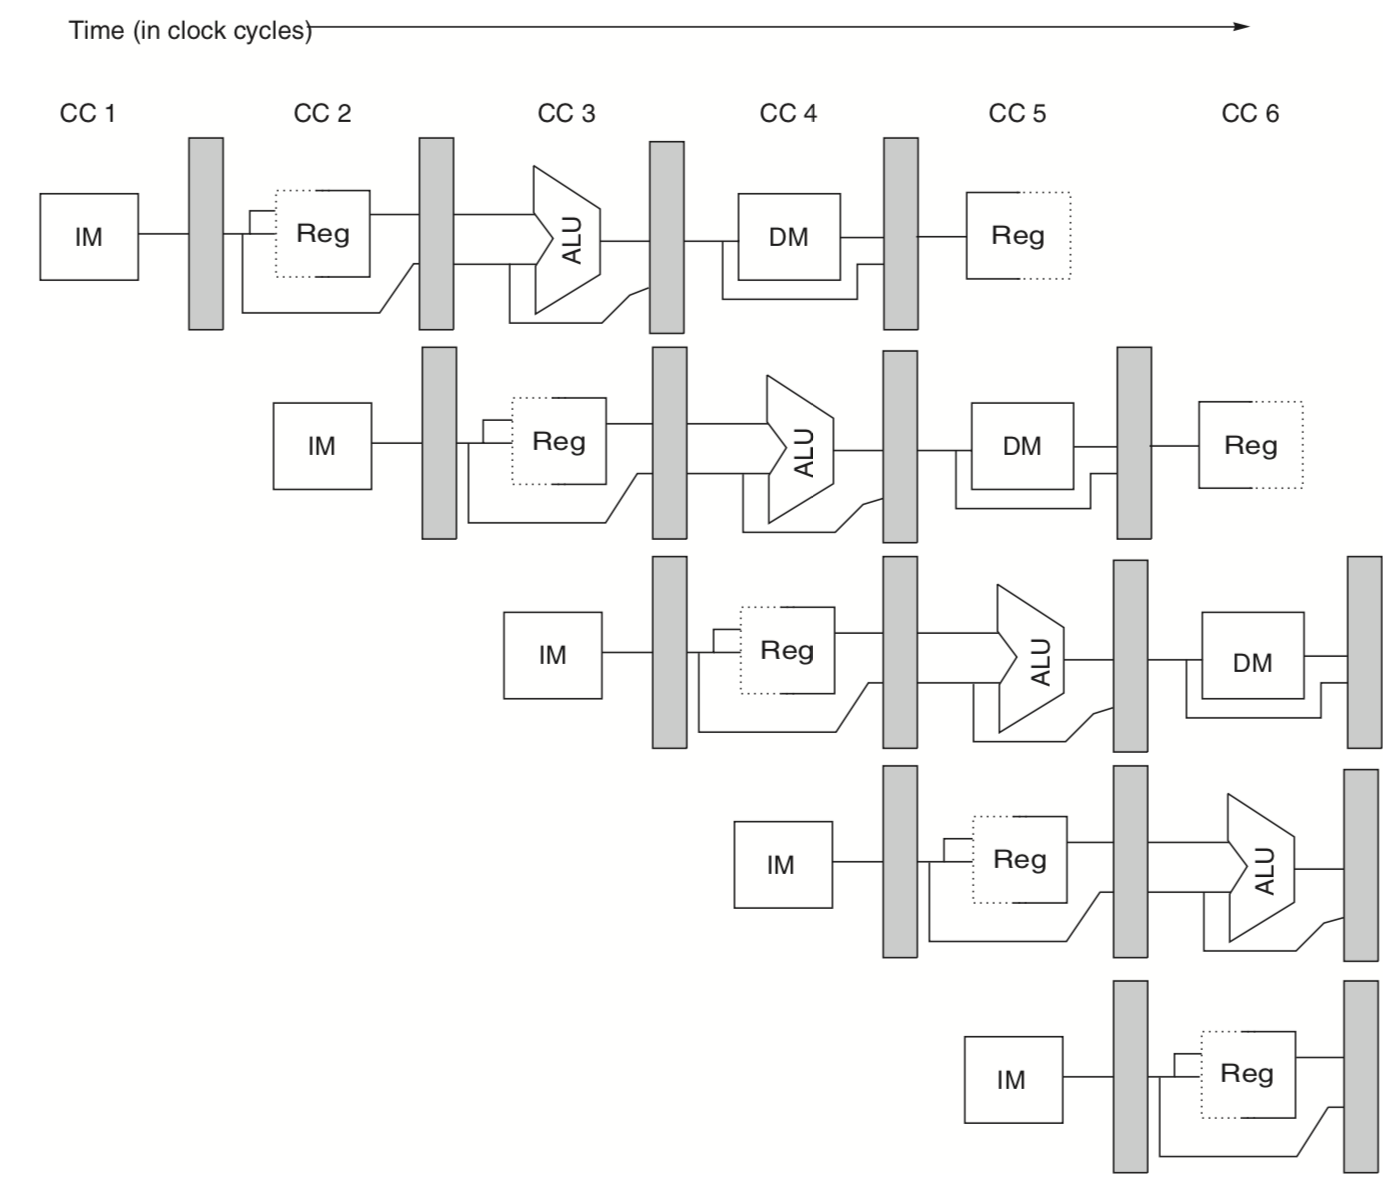 Time (in clock cycles)
CC 1 CC 2 CC 3 CC 4 CC 5 CC 6
IM Reg ALU DM Reg
IM Reg ALU DM Reg
IM Reg ALU DM
IM Reg ALU
IM Reg